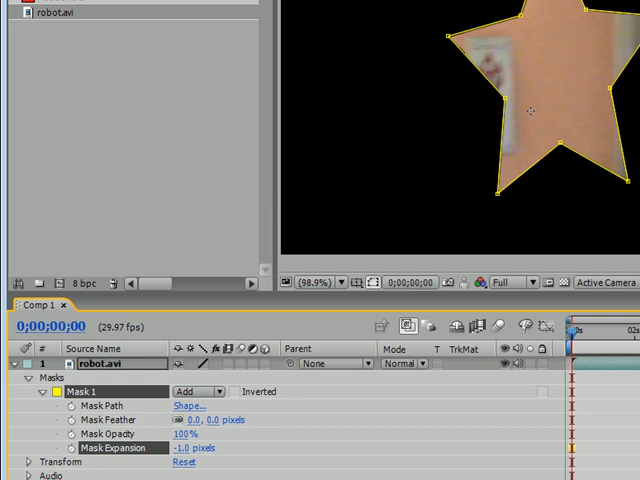 robot.avi
8 bpc
(98.9%) 0;00;00;00 Full Active Camera
Comp 1 ×
0;00;00;00 (29.97 fps)
0s 02s
# Source Name Parent Mode T TrkMat
1 robot.avi None Normal
Masks
Mask 1 Add Inverted
Mask Path Shape...
Mask Feather 0.0, 0.0 pixels
Mask Opacity 100%
Mask Expansion -1.0 pixels
Transform Reset
Audio